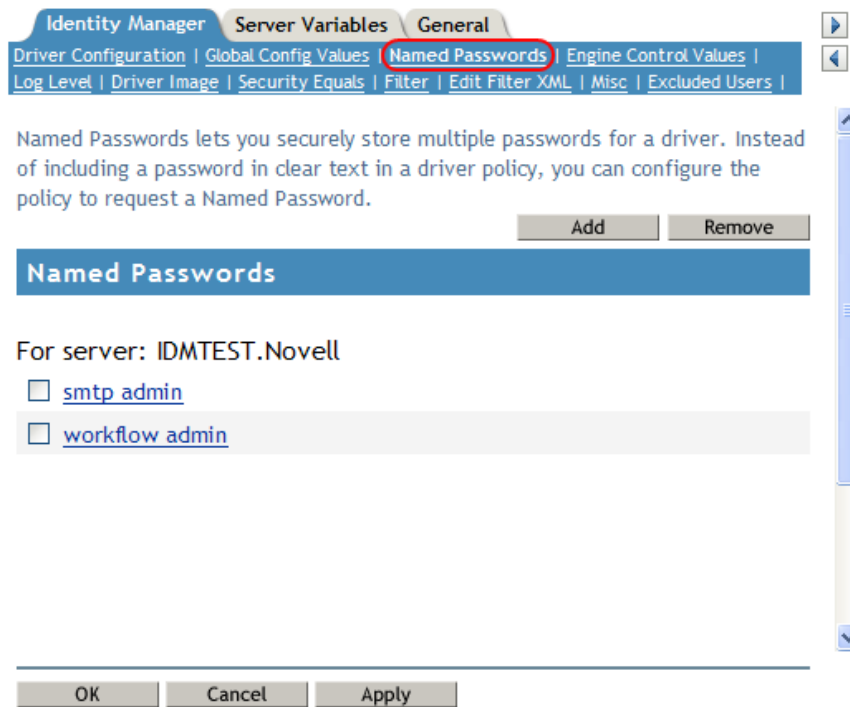 Identity Manager Server Variables General
Driver Configuration | Global Config Values | Named Passwords | Engine Control Values |
Log Level | Driver Image | Security Equals | Filter | Edit Filter XML | Misc | Excluded Users |
Named Passwords lets you securely store multiple passwords for a driver. Instead
of including a password in clear text in a driver policy, you can configure the
policy to request a Named Password.
Add Remove
Named Passwords
For server: IDMTEST.Novell
smtp admin
workflow admin
OK Cancel Apply